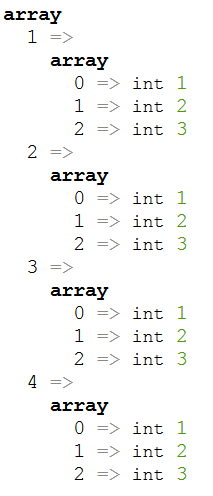 array
  1 =>
    array
      0 => int 1
      1 => int 2
      2 => int 3
  2 =>
    array
      0 => int 1
      1 => int 2
      2 => int 3
  3 =>
    array
      0 => int 1
      1 => int 2
      2 => int 3
  4 =>
    array
      0 => int 1
      1 => int 2
      2 => int 3